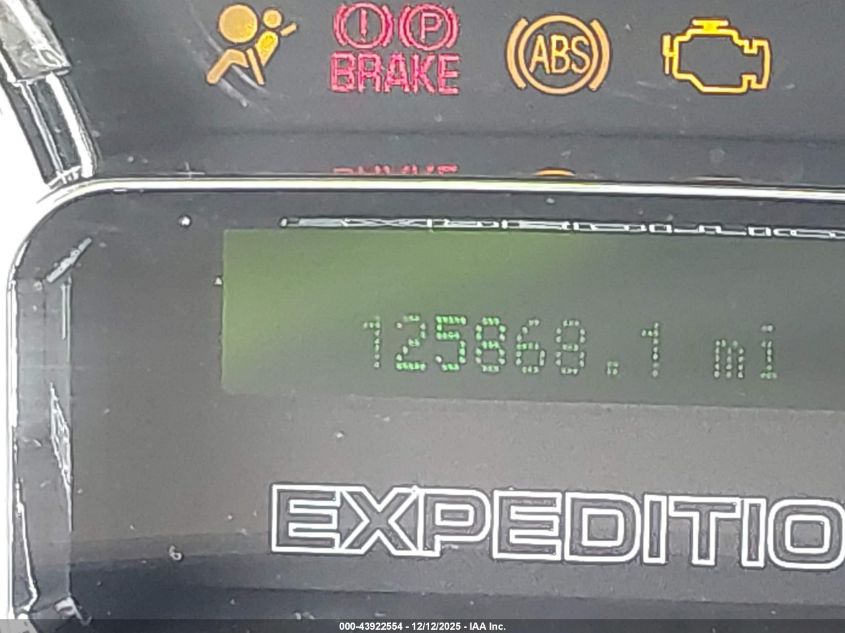 BRAKE
ABS
125868.1 mi
EXPEDITIO
000-43922554 - 12/12/2025 - IAA Inc.